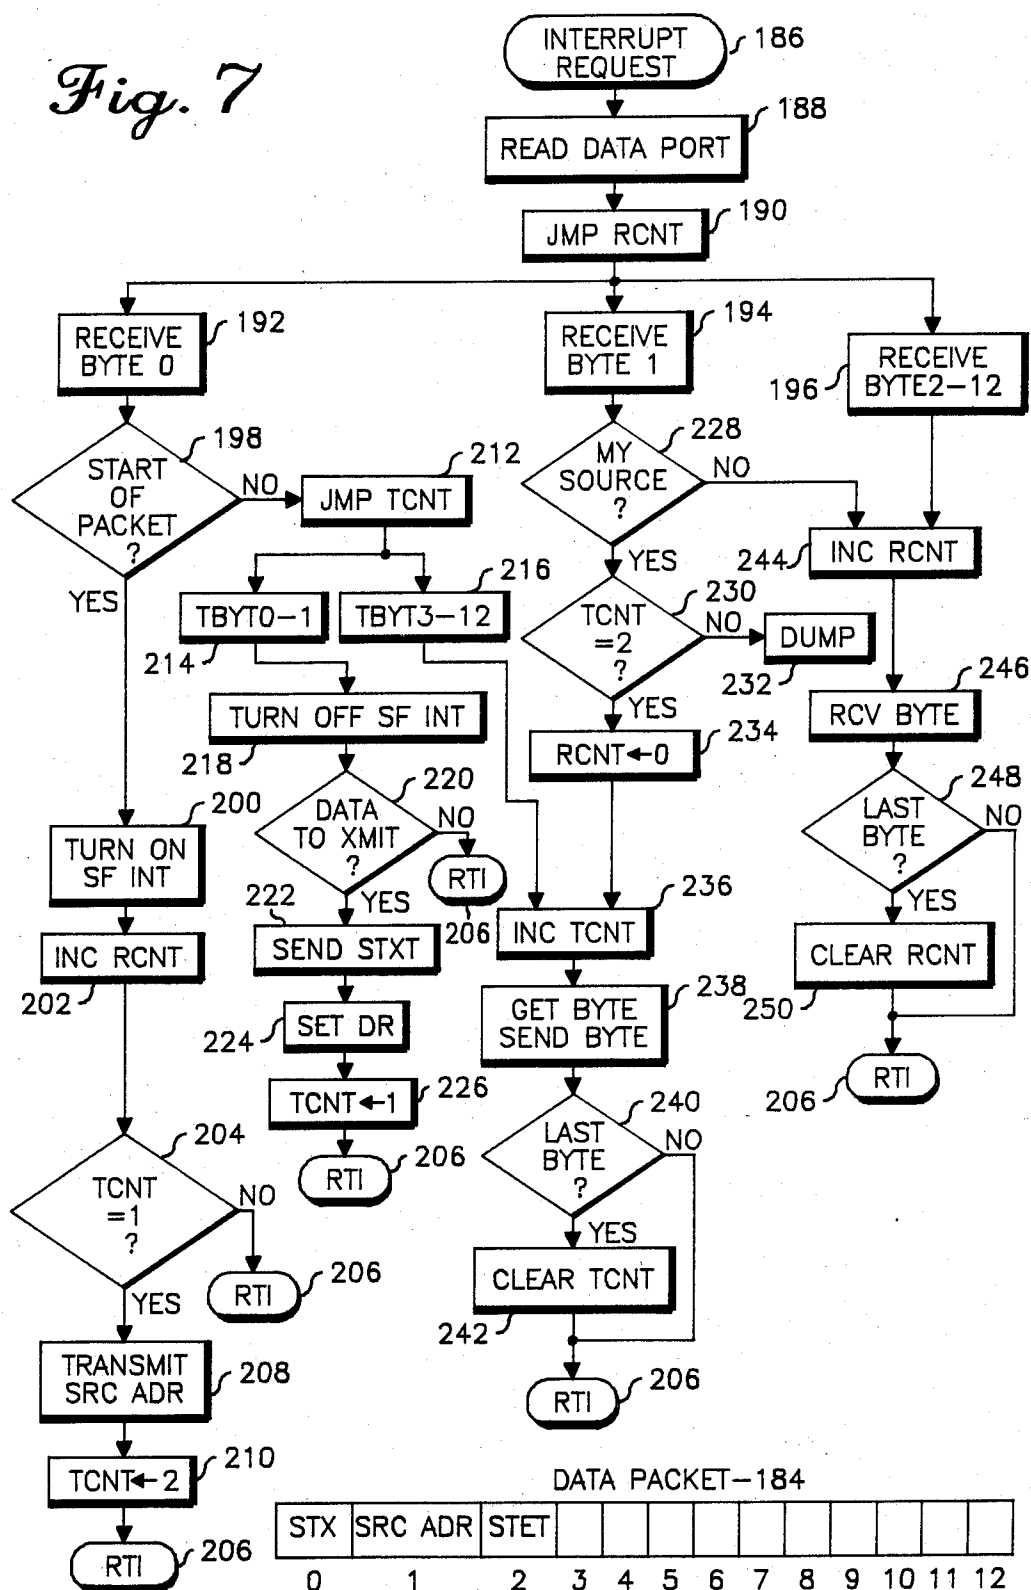 Fig. 7
INTERRUPT
REQUEST
186
READ DATA PORT
188
JMP RCNT
190
RECEIVE
BYTE 0
192
RECEIVE
BYTE 1
194
RECEIVE
BYTE2-12
196
START
OF
PACKET
?
198
NO
YES
JMP TCNT
212
MY
SOURCE
?
228
NO
YES
INC RCNT
244
TBYT0-1
214
TBYT3-12
216
TCNT
=2
?
230
NO
YES
DUMP
232
TURN OFF SF INT
218
RCNT←0
234
RCV BYTE
246
DATA
TO XMIT
?
220
NO
YES
RTI
206
LAST
BYTE
?
248
NO
YES
TURN ON
SF INT
200
INC RCNT
202
SEND STXT
222
SET DR
224
TCNT←1
226
RTI
206
INC TCNT
236
GET BYTE
SEND BYTE
238
CLEAR RCNT
250
RTI
206
LAST
BYTE
?
240
NO
YES
CLEAR TCNT
242
RTI
206
TCNT
=1
?
204
NO
YES
RTI
206
TRANSMIT
SRC ADR
208
TCNT←2
210
RTI
206
DATA PACKET-184
STX SRC ADR STET
0 1 2 3 4 5 6 7 8 9 10 11 12